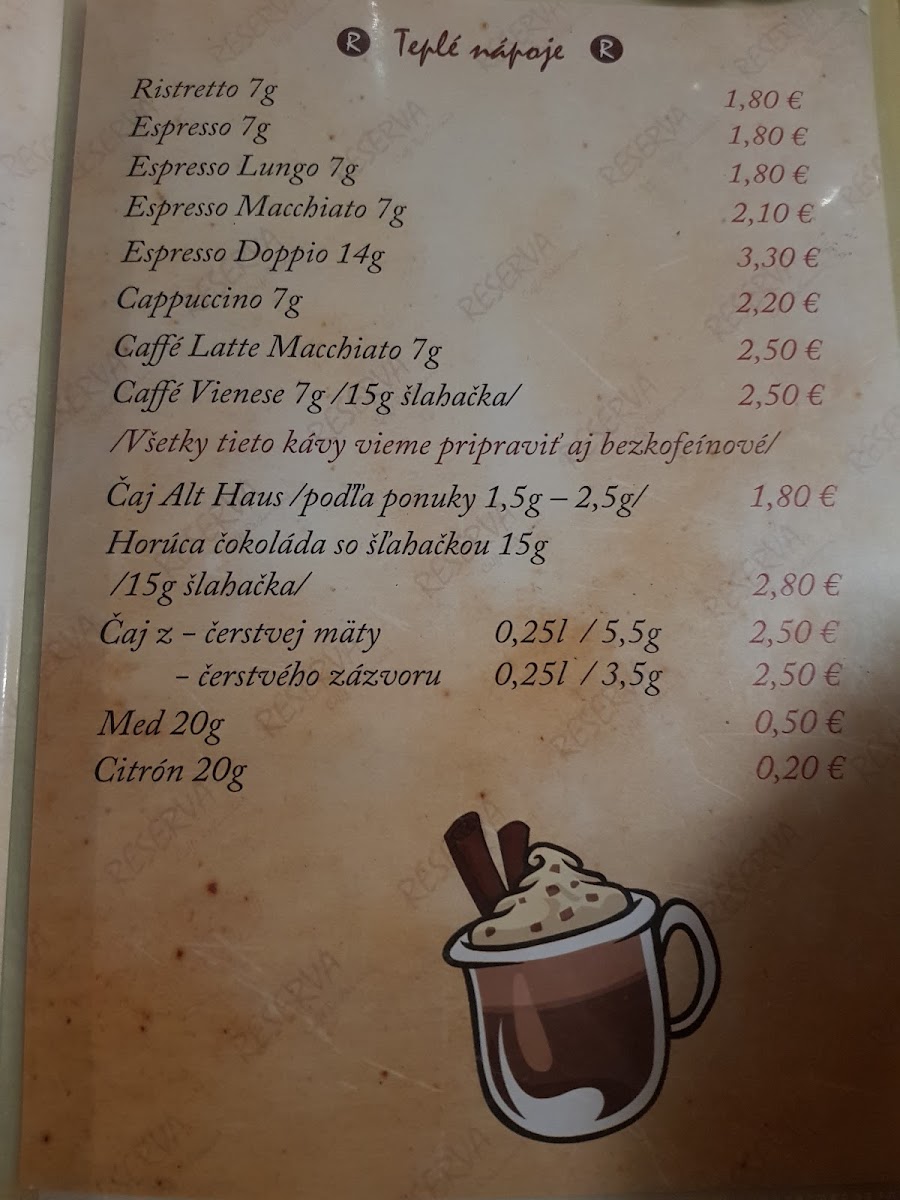 R Teplé nápoje R
Ristretto 7g 1,80 €
Espresso 7g 1,80 €
Espresso Lungo 7g 1,80 €
Espresso Macchiato 7g 2,10 €
Espresso Doppio 14g 3,30 €
Cappuccino 7g 2,20 €
Caffé Latte Macchiato 7g 2,50 €
Caffé Vienese 7g /15g šlahačka/ 2,50 €
/Všetky tieto kávy vieme pripraviť aj bezkofeínové/
Čaj Alt Haus /podľľa ponuky 1,5g – 2,5g/ 1,80 €
Horúca čokoláda so šľahačkou 15g
/15g šlahačka/ 2,80 €
Čaj z – čerstvej mäty 0,25l / 5,5g 2,50 €
– čerstvého zázvoru 0,25l / 3,5g 2,50 €
Med 20g 0,50 €
Citrón 20g 0,20 €
RESERVA